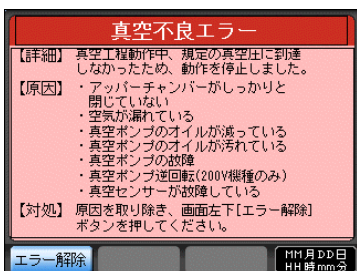 真空不良エラー
【詳細】 真空工程動作中、規定の真空圧に到達
しなかったため、動作を停止しました。
【原因】 ・アッパーチャンバーがしっかりと
閉じていない
・空気が漏れている
・真空ポンプのオイルが減っている
・真空ポンプのオイルが汚れている
・真空ポンプの故障
・真空ポンプ逆回転(200V機種のみ)
・真空センサーが故障している
【対処】 原因を取り除き、画面左下[エラー解除]
ボタンを押してください。
エラー解除
MM月DD日
HH時mm分